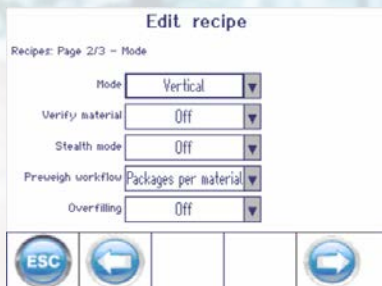 Edit recipe
Recipes: Page 2/3 - Mode
Mode Vertical
Verify material Off
Stealth mode Off
Preweigh workflow Packages per material
Overfilling Off
ESC